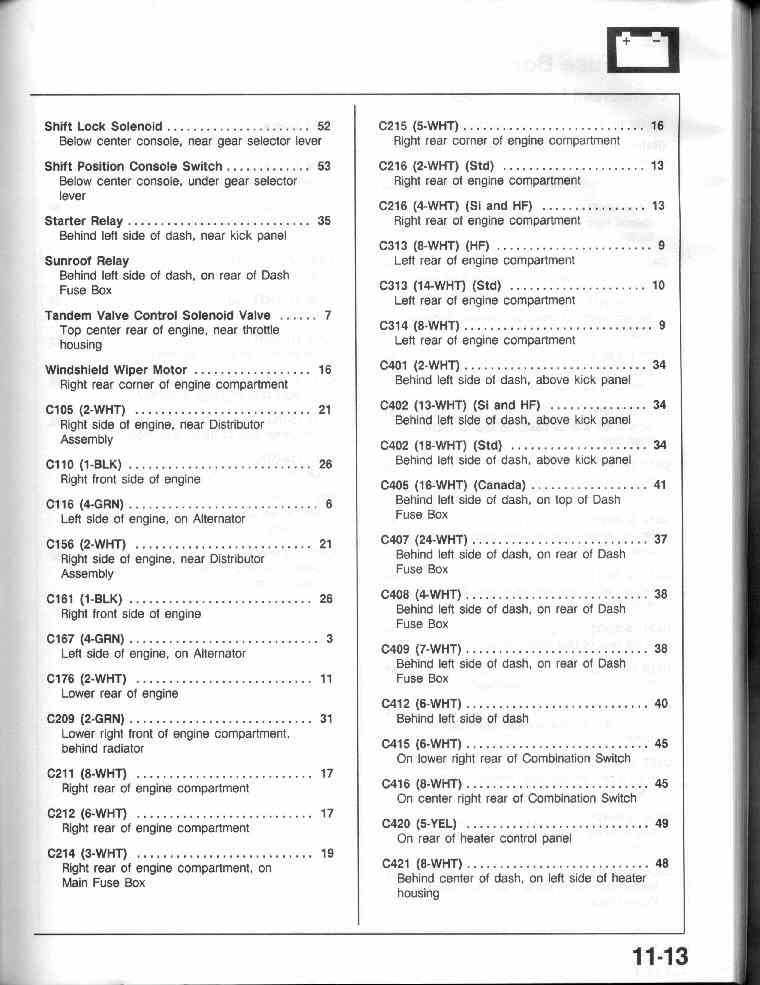 + −
Shift Lock Solenoid ...................... 52
Below center console, near gear selector lever
Shift Position Console Switch ............. 53
Below center console, under gear selector
lever
Starter Relay ............................ 35
Behind left side of dash, near kick panel
Sunroof Relay
Behind left side of dash, on rear of Dash
Fuse Box
Tandem Valve Control Solenoid Valve ...... 7
Top center rear of engine, near throttle
housing
Windshield Wiper Motor .................. 16
Right rear corner of engine compartment
C105 (2-WHT) ........................... 21
Right side of engine, near Distributor
Assembly
C110 (1-BLK) ............................ 26
Right front side of engine
C116 (4-GRN) ............................. 6
Left side of engine, on Alternator
C156 (2-WHT) ........................... 21
Right side of engine, near Distributor
Assembly
C161 (1-BLK) ............................ 26
Right front side of engine
C167 (4-GRN) ............................. 3
Left side of engine, on Alternator
C176 (2-WHT) ........................... 11
Lower rear of engine
C209 (2-GRN) ............................ 31
Lower right front of engine compartment,
behind radiator
C211 (8-WHT) ........................... 17
Right rear of engine compartment
C212 (6-WHT) ........................... 17
Right rear of engine compartment
C214 (3-WHT) ........................... 19
Right rear of engine compartment, on
Main Fuse Box
C215 (5-WHT) ............................ 16
Right rear corner of engine compartment
C216 (2-WHT) (Std) ...................... 13
Right rear of engine compartment
C216 (4-WHT) (Si and HF) ................ 13
Right rear of engine compartment
C313 (8-WHT) (HF) ........................ 9
Left rear of engine compartment
C313 (14-WHT) (Std) ..................... 10
Left rear of engine compartment
C314 (8-WHT) ............................. 9
Left rear of engine compartment
C401 (2-WHT) ............................ 34
Behind left side of dash, above kick panel
C402 (13-WHT) (Si and HF) ............... 34
Behind left side of dash, above kick panel
C402 (18-WHT) (Std) ..................... 34
Behind left side of dash, above kick panel
C405 (16-WHT) (Canada) .................. 41
Behind left side of dash, on top of Dash
Fuse Box
C407 (24-WHT) ........................... 37
Behind left side of dash, on rear of Dash
Fuse Box
C408 (4-WHT) ............................ 38
Behind left side of dash, on rear of Dash
Fuse Box
C409 (7-WHT) ............................ 38
Behind left side of dash, on rear of Dash
Fuse Box
C412 (6-WHT) ............................ 40
Behind left side of dash
C415 (6-WHT) ............................ 45
On lower right rear of Combination Switch
C416 (8-WHT) ............................ 45
On center right rear of Combination Switch
C420 (5-YEL) ............................ 49
On rear of heater control panel
C421 (8-WHT) ............................ 48
Behind center of dash, on left side of heater
housing
11-13